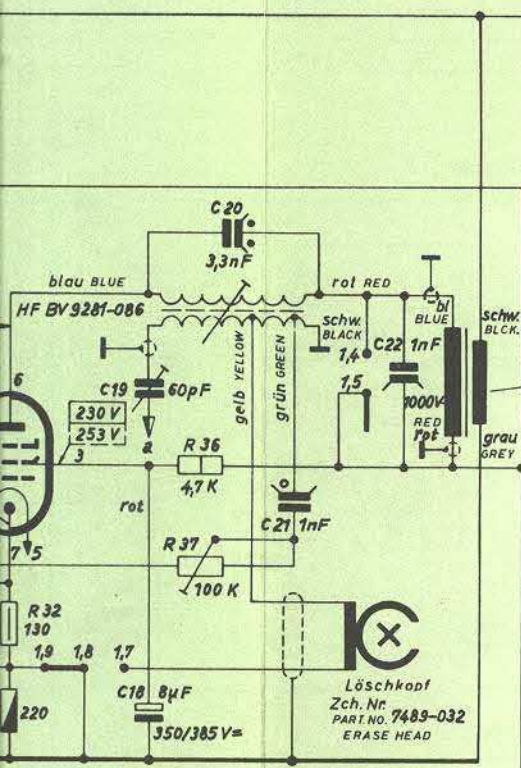 C 20
3,3nF
blau BLUE
rot RED
HF BV 9281-086
bl
BLUE
schw.
BLCK.
schw.
BLACK
C22 1nF
1,4
1,5
1000V
gelb YELLOW
grün GREEN
C19 60pF
a
6
230 V
253 V
3
RED
rot
grau
GREY
R 36
4,7 K
rot
C 21 1nF
R 37
100 K
7 5
R 32
130
1,9 1,8 1,7
C18 8µF
350/385 V=
220
Löschkopf
Zch. Nr.
PART. NO. 7489-032
ERASE HEAD